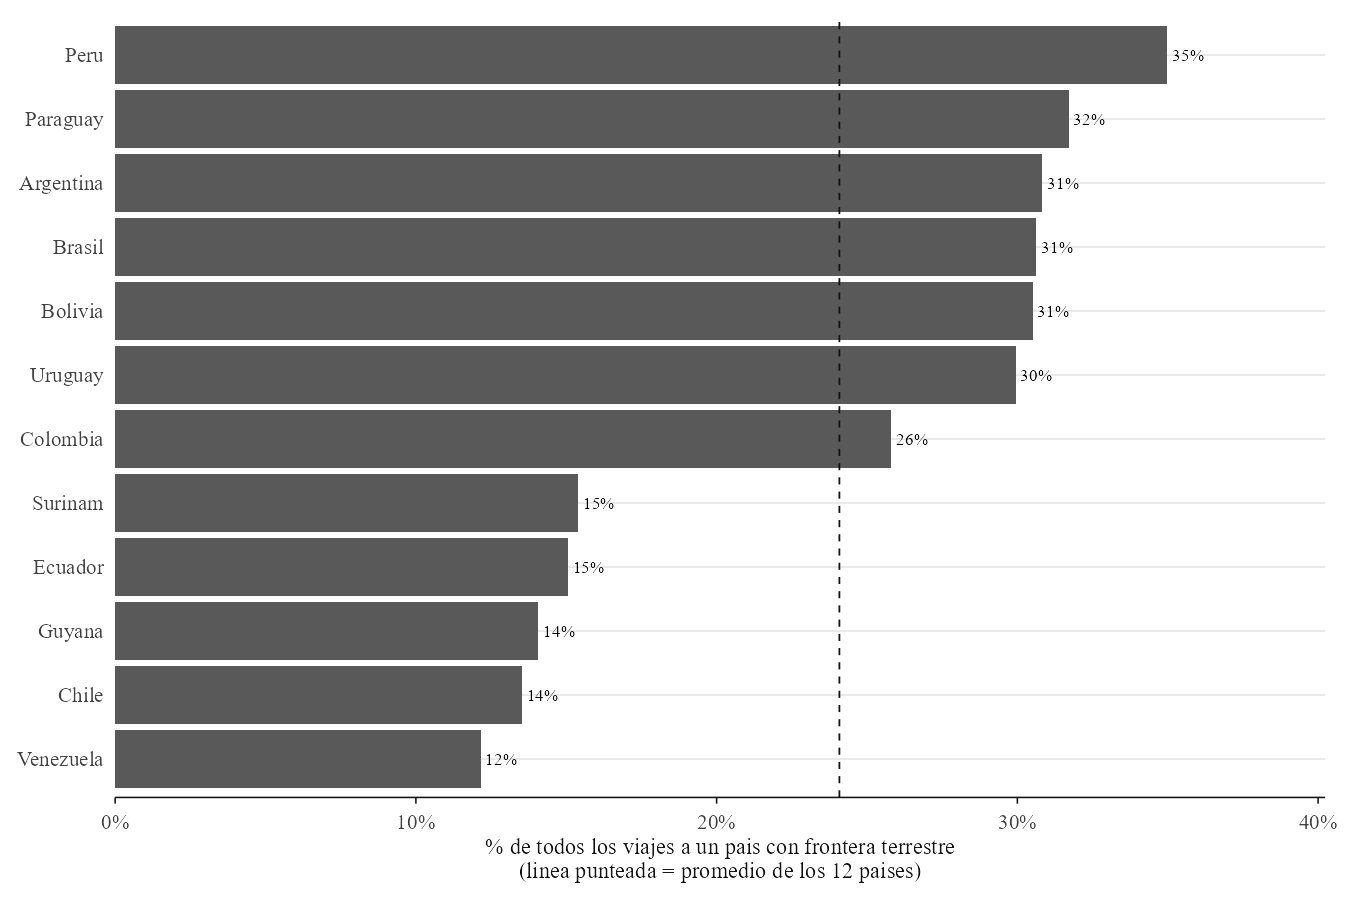 Peru 35%
Paraguay 32%
Argentina 31%
Brasil 31%
Bolivia 31%
Uruguay 30%
Colombia 26%
Surinam 15%
Ecuador 15%
Guyana 14%
Chile 14%
Venezuela 12%
0% 10% 20% 30% 40%
% de todos los viajes a un pais con frontera terrestre
(linea punteada = promedio de los 12 paises)